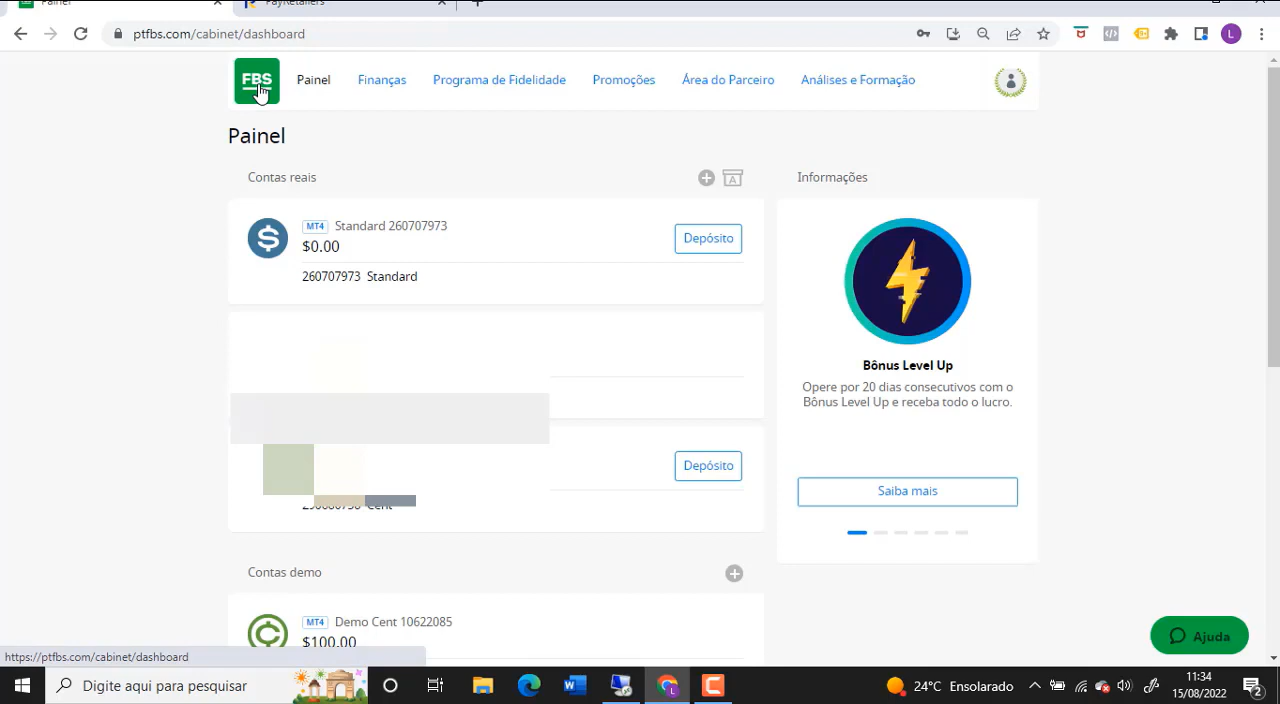 Painel
PayRetailers
ptfbs.com/cabinet/dashboard
L
FBS
Painel
Finanças
Programa de Fidelidade
Promoções
Área do Parceiro
Análises e Formação
Painel
Contas reais
A
MT4 Standard 260707973
$0.00
Depósito
260707973 Standard
Depósito
Informações
Bônus Level Up
Opere por 20 dias consecutivos com o
Bônus Level Up e receba todo o lucro.
Saiba mais
Contas demo
MT4 Demo Cent 10622085
$100.00
Ajuda
https://ptfbs.com/cabinet/dashboard
Digite aqui para pesquisar
24°C Ensolarado
11:34
15/08/2022
2